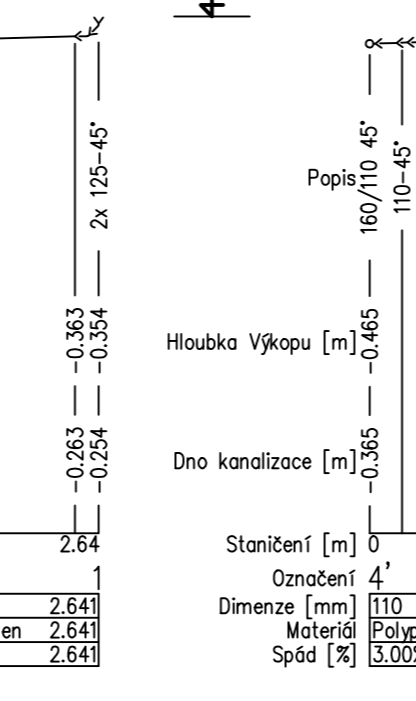 4
2x 125-45°
Popis
160/110 45°
110-45°
-0.363
-0.354
Hloubka Výkopu [m]
-0.465
-0.263
-0.254
Dno kanalizace [m]
-0.365
2.64
Staničení [m] 0
1
Označení 4'
2.641
Dimenze [mm] 110
en 2.641
Materiál Polyp
2.641
Spád [%] 3.00%